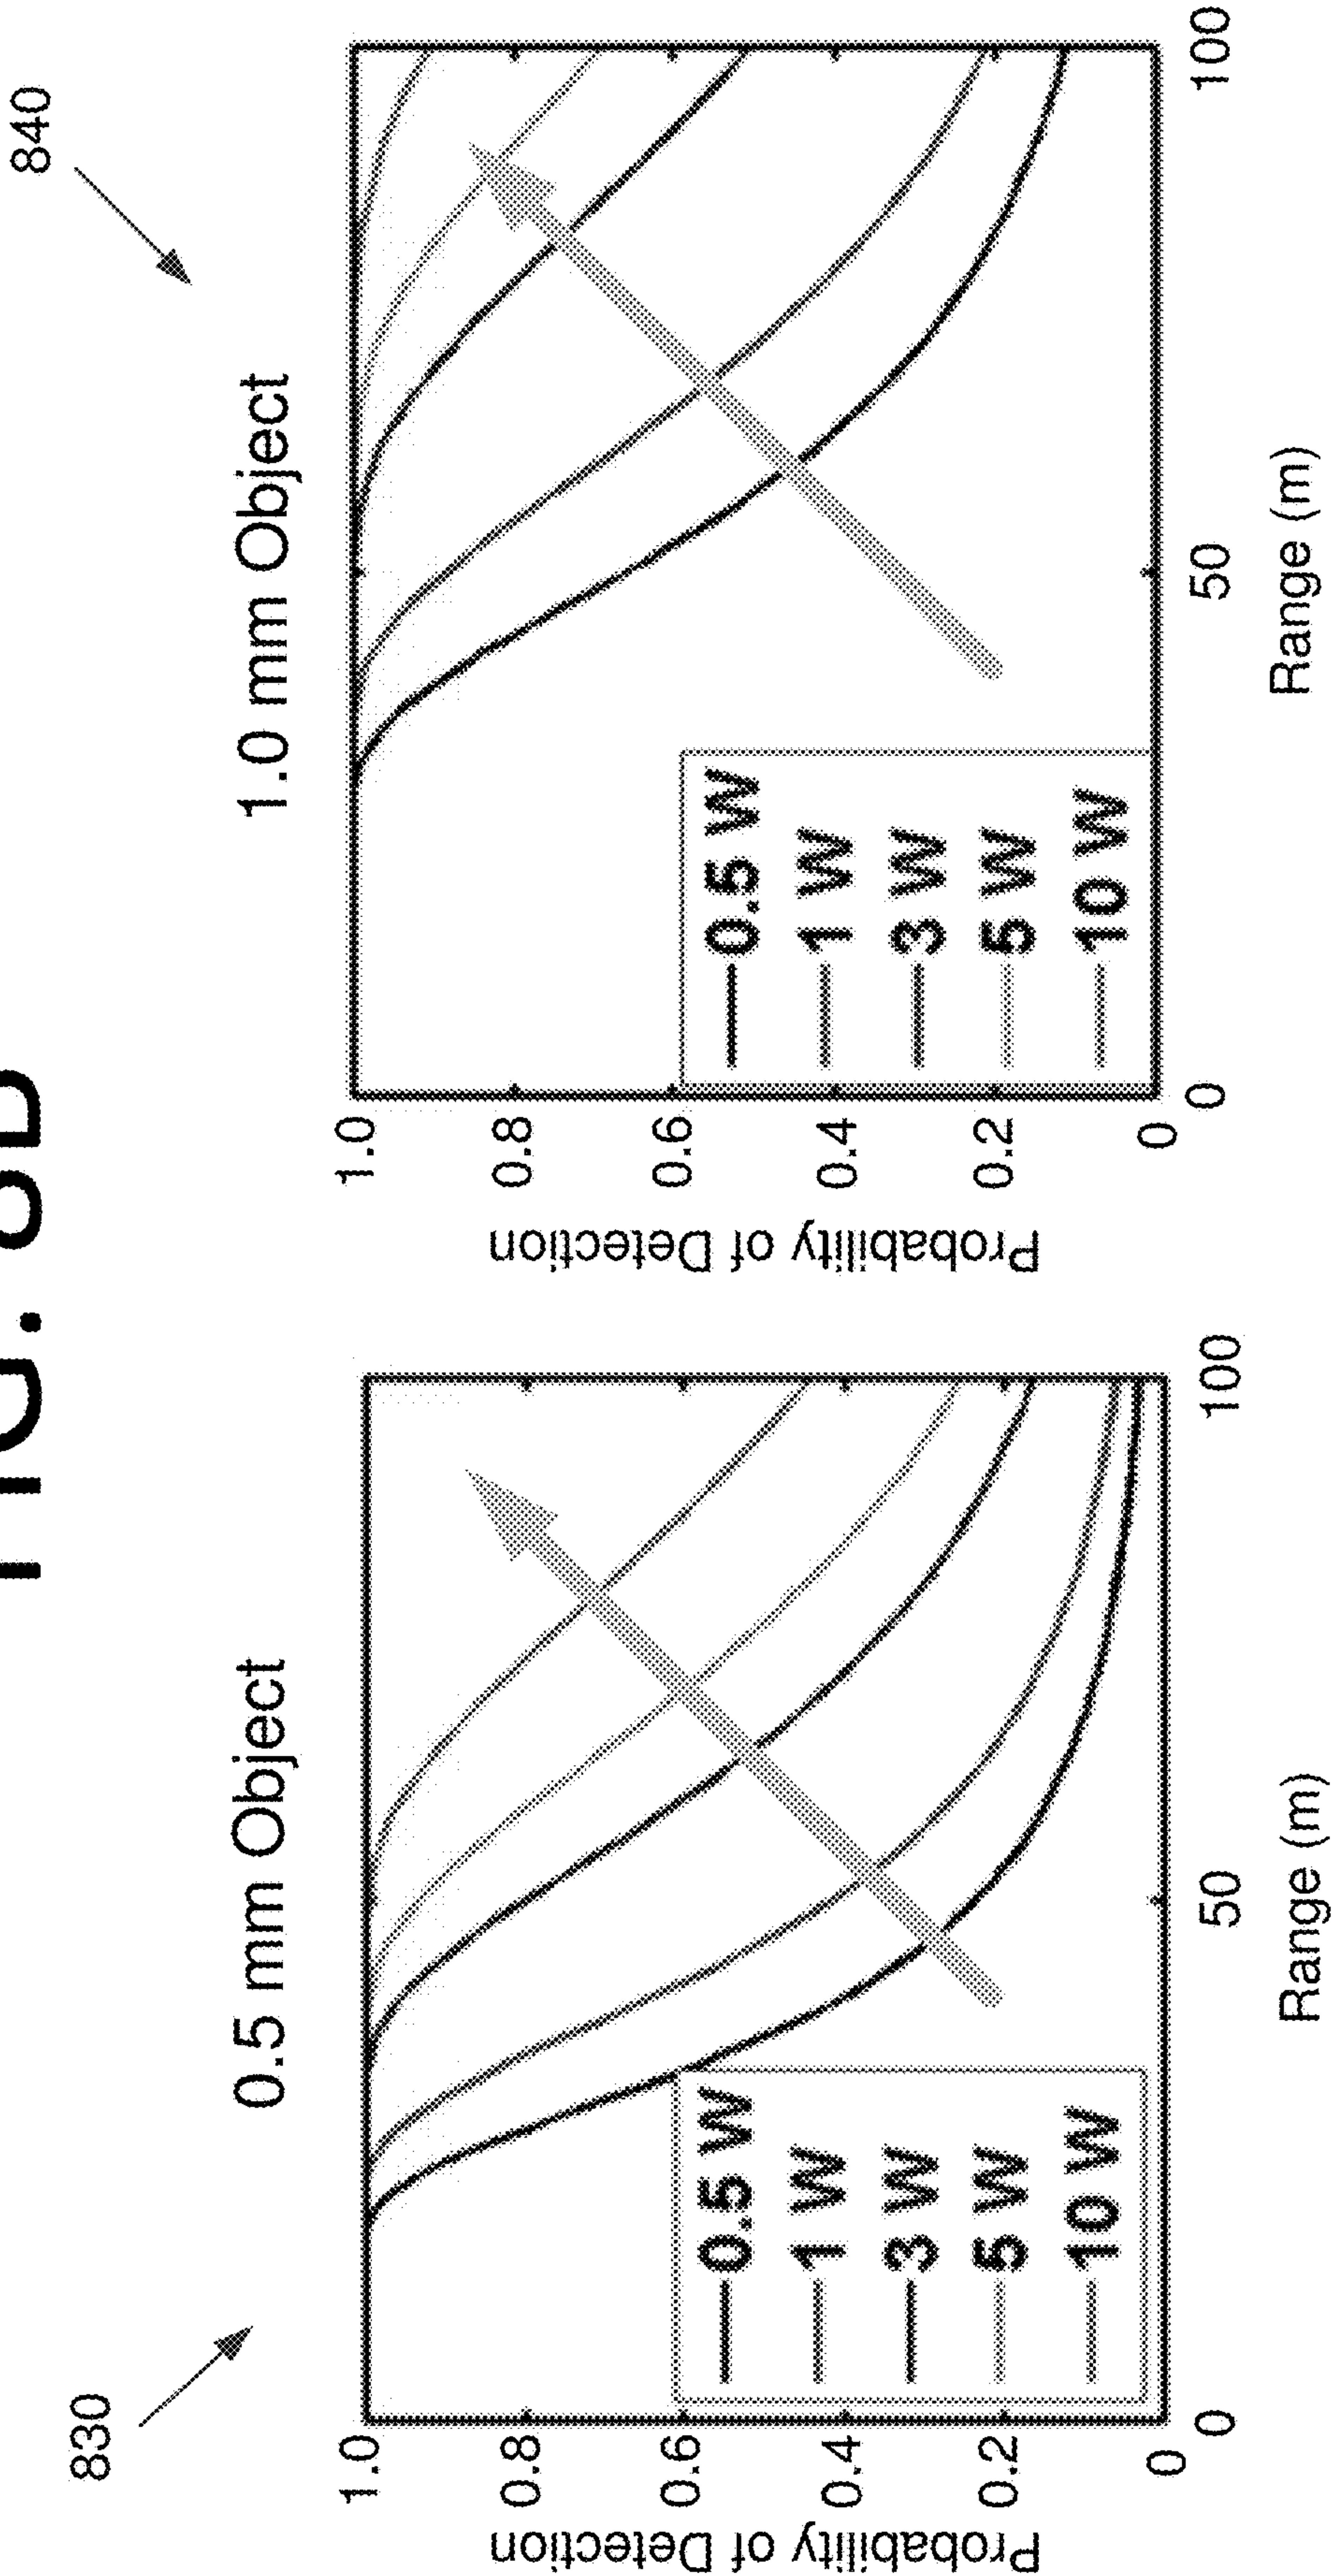 830
0.5 mm Object
Probability of Detection
1.0
0.8
0.6
0.4
0.2
0
0.5 W
1 W
3 W
5 W
10 W
0
50
100
Range (m)
840
1.0 mm Object
Probability of Detection
1.0
0.8
0.6
0.4
0.2
0
0.5 W
1 W
3 W
5 W
10 W
0
50
100
Range (m)